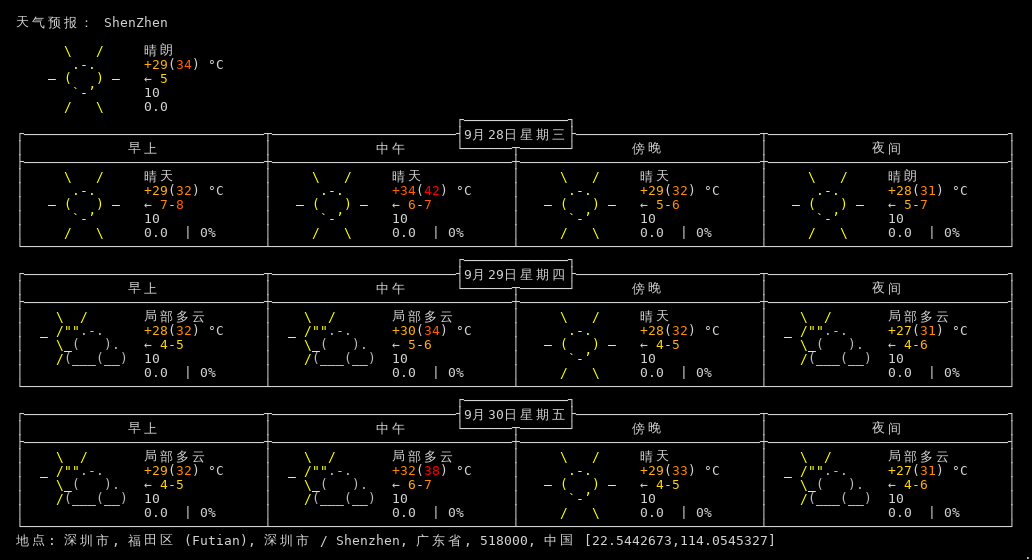 天气预报： ShenZhen
晴朗
+29(34) °C
← 5
10
0.0
9月28日星期三
早上 中午 傍晚 夜间
晴天 晴天 晴天 晴朗
+29(32) °C +34(42) °C +29(32) °C +28(31) °C
← 7-8 ← 6-7 ← 5-6 ← 5-7
10 10 10 10
0.0 | 0% 0.0 | 0% 0.0 | 0% 0.0 | 0%
9月29日星期四
早上 中午 傍晚 夜间
局部多云 局部多云 晴天 局部多云
+28(32) °C +30(34) °C +28(32) °C +27(31) °C
← 4-5 ← 5-6 ← 4-5 ← 4-6
10 10 10 10
0.0 | 0% 0.0 | 0% 0.0 | 0% 0.0 | 0%
9月30日星期五
早上 中午 傍晚 夜间
局部多云 局部多云 晴天 局部多云
+29(32) °C +32(38) °C +29(33) °C +27(31) °C
← 4-5 ← 6-7 ← 4-5 ← 4-6
10 10 10 10
0.0 | 0% 0.0 | 0% 0.0 | 0% 0.0 | 0%
地点: 深圳市, 福田区 (Futian), 深圳市 / Shenzhen, 广东省, 518000, 中国 [22.5442673,114.0545327]